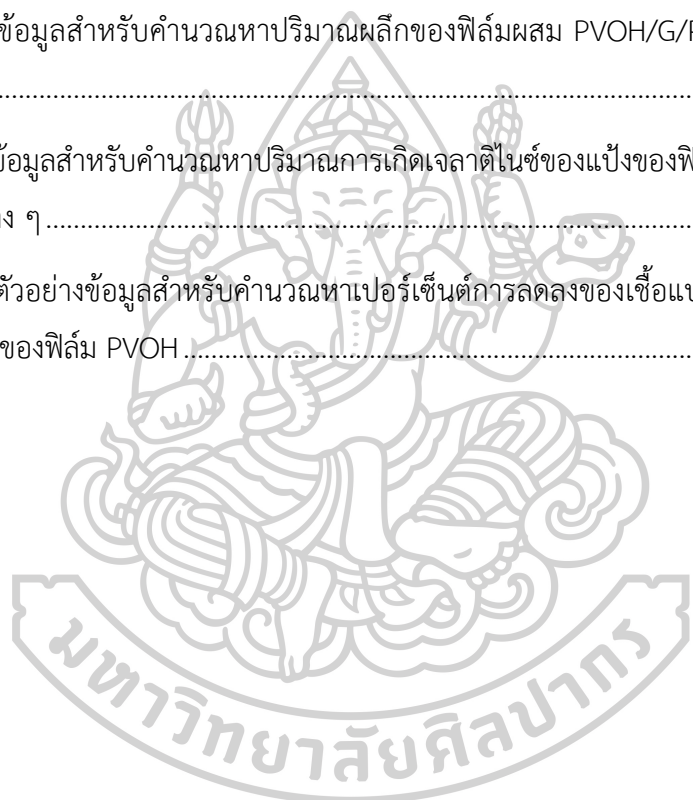 ข้อมูลสำหรับคำนวณหาปริมาณผลึกของฟิล์มผสม PVOH/G/
................................................................................................
ข้อมูลสำหรับคำนวณหาปริมาณการเกิดเจลาติไนซ์ของแป้งของฟิ
ง ๆ ................................................................................................
ตัวอย่างข้อมูลสำหรับคำนวณหาเปอร์เซ็นต์การลดลงของเชื้อแบ
ของฟิล์ม PVOH ................................................................................
มหาวิทยาลัยศิลปากร